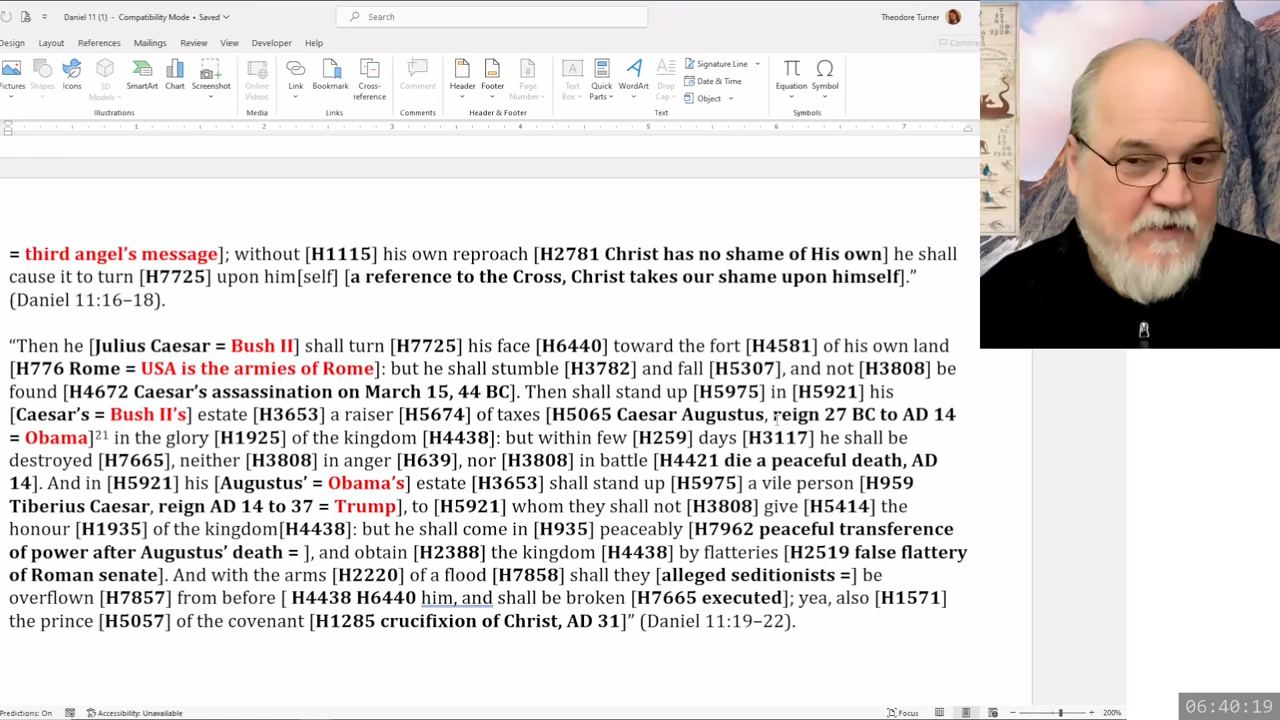 Daniel 11 (1) - Compatibility Mode • Saved
Search
Theodore Turner
Design Layout References Mailings Review View Developer Help
Pictures Shapes Icons 3D Models SmartArt Chart Screenshot
Online Videos
Link Bookmark Cross-reference
Comment
Header Footer Page Number
Text Box Quick Parts WordArt Drop Cap
Signature Line
Date & Time
Object
Equation Symbol
Illustrations Media Links Comments Header & Footer Text Symbols
2 3 4 5 6 7
= third angel’s message]; without [H1115] his own reproach [H2781 Christ has no shame of His own] he shall
cause it to turn [H7725] upon him[self] [a reference to the Cross, Christ takes our shame upon himself].”
(Daniel 11:16–18).
“Then he [Julius Caesar = Bush II] shall turn [H7725] his face [H6440] toward the fort [H4581] of his own land
[H776 Rome = USA is the armies of Rome]: but he shall stumble [H3782] and fall [H5307], and not [H3808] be
found [H4672 Caesar’s assassination on March 15, 44 BC]. Then shall stand up [H5975] in [H5921] his
[Caesar’s = Bush II’s] estate [H3653] a raiser [H5674] of taxes [H5065 Caesar Augustus, reign 27 BC to AD 14
= Obama]21 in the glory [H1925] of the kingdom [H4438]: but within few [H259] days [H3117] he shall be
destroyed [H7665], neither [H3808] in anger [H639], nor [H3808] in battle [H4421 die a peaceful death, AD
14]. And in [H5921] his [Augustus’ = Obama’s] estate [H3653] shall stand up [H5975] a vile person [H959
Tiberius Caesar, reign AD 14 to 37 = Trump], to [H5921] whom they shall not [H3808] give [H5414] the
honour [H1935] of the kingdom[H4438]: but he shall come in [H935] peaceably [H7962 peaceful transference
of power after Augustus’ death = ], and obtain [H2388] the kingdom [H4438] by flatteries [H2519 false flattery
of Roman senate]. And with the arms [H2220] of a flood [H7858] shall they [alleged seditionists =] be
overflown [H7857] from before [ H4438 H6440 him, and shall be broken [H7665 executed]; yea, also [H1571]
the prince [H5057] of the covenant [H1285 crucifixion of Christ, AD 31]” (Daniel 11:19–22).
Predictions: On Accessibility: Unavailable
Focus
200%
06:40:19